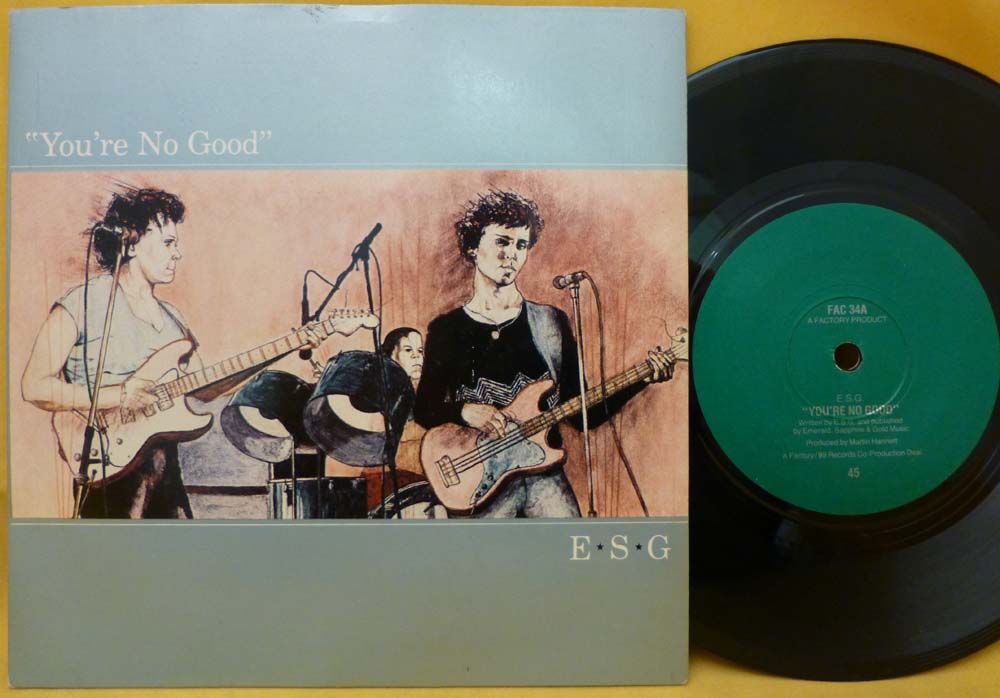 “You're No Good”
E★S★G
FAC 34A
A FACTORY PRODUCT
E.S.G.
“YOU'RE NO GOOD”
Written by E.S.G. and published
by Emerald, Sapphire & Gold Music
Produced by Martin Hannett
A Factory/99 Records Co-Production Deal
45